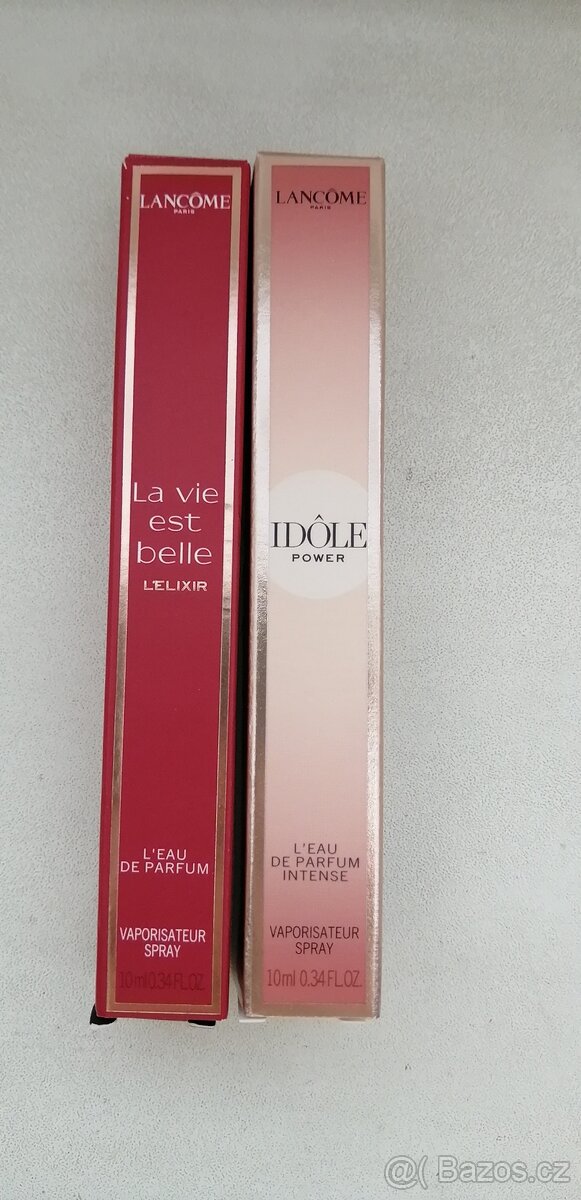 LANCÔME
PARIS
La vie
est
belle
L'ELIXIR
L'EAU
DE PARFUM
VAPORISATEUR
SPRAY
10ml 0.34 FL.OZ.
LANCÔME
PARIS
IDÔLE
POWER
L'EAU
DE PARFUM
INTENSE
VAPORISATEUR
SPRAY
10ml 0.34 FL.OZ.
@( Bazos.cz